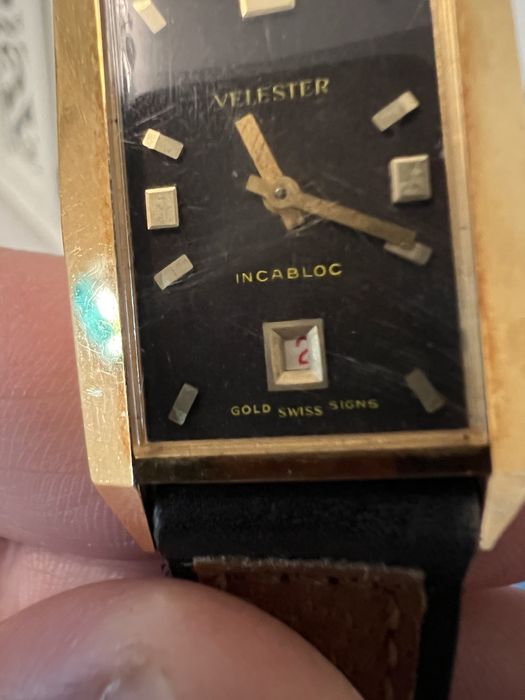 VELESTER
INCABLOC
2
GOLD SWISS SIGNS